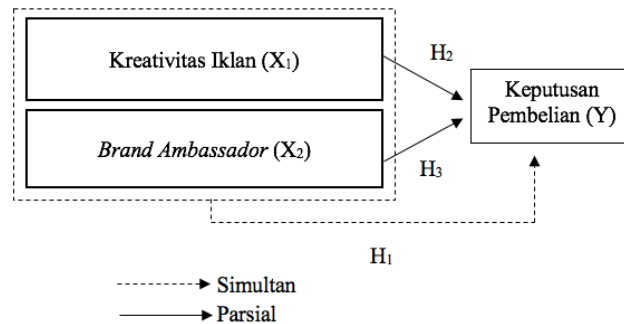 Kreativitas Iklan (X₁)
H₂
Keputusan
Pembelian (Y)
Brand Ambassador (X₂)
H₃
H₁
Simultan
Parsial